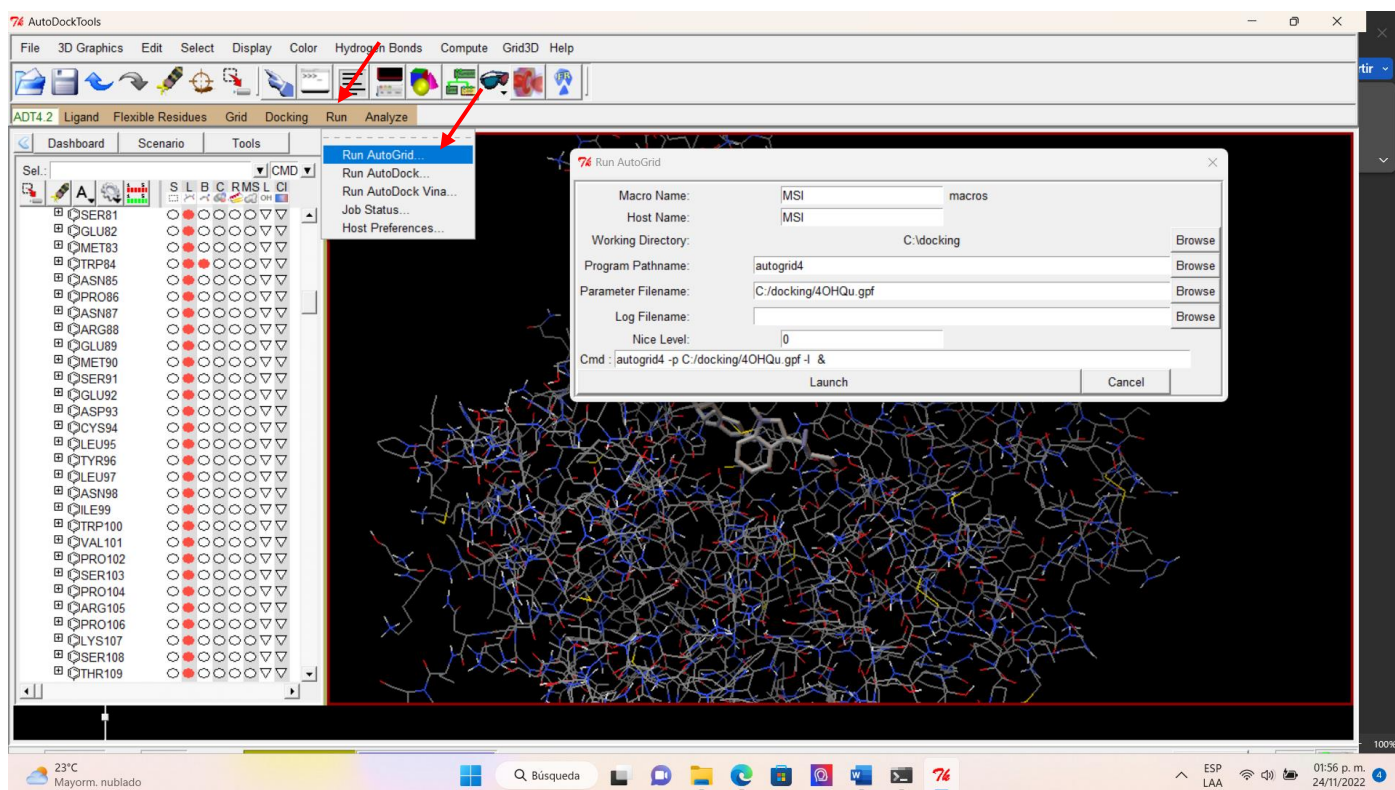 AutoDockTools
File 3D Graphics Edit Select Display Color Hydrogen Bonds Compute Grid3D Help
rtir
ADT4.2 Ligand Flexible Residues Grid Docking Run Analyze
Dashboard Scenario Tools
Sel.: CMD
S L B C R MS L Cl
SER81
GLU82
MET83
TRP84
ASN85
PRO86
ASN87
ARG88
GLU89
MET90
SER91
GLU92
ASP93
CYS94
LEU95
TYR96
LEU97
ASN98
ILE99
TRP100
VAL101
PRO102
SER103
PRO104
ARG105
PRO106
LYS107
SER108
THR109
Run AutoGrid...
Run AutoDock...
Run AutoDock Vina...
Job Status...
Host Preferences...
Run AutoGrid
Macro Name: MSI macros
Host Name: MSI
Working Directory: C:\docking Browse
Program Pathname: autogrid4 Browse
Parameter Filename: C:/docking/4OHQu.gpf Browse
Log Filename: Browse
Nice Level: 0
Cmd : autogrid4 -p C:/docking/4OHQu.gpf -l &
Launch Cancel
100%
23°C
Mayorm. nublado
Búsqueda
ESP
LAA
01:56 p. m.
24/11/2022
4